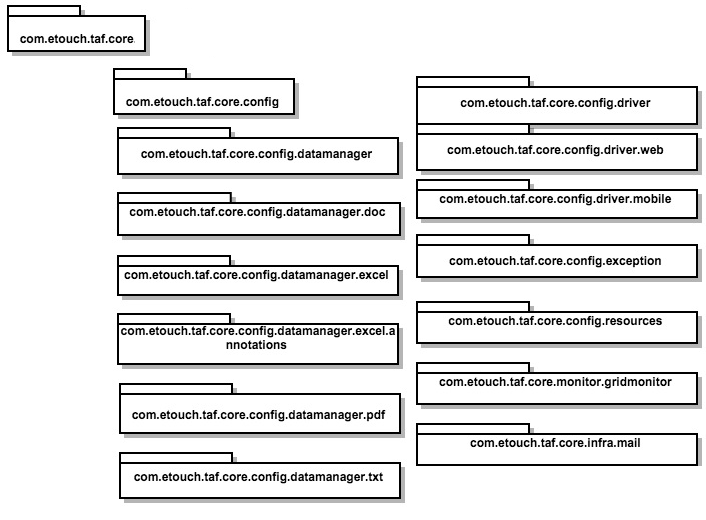 com.etouch.taf.core.
com.etouch.taf.core.config
com.etouch.taf.core.config.datamanager
com.etouch.taf.core.config.datamanager.doc
com.etouch.taf.core.config.datamanager.excel
com.etouch.taf.core.config.datamanager.excel.a
nnotations
com.etouch.taf.core.config.datamanager.pdf
com.etouch.taf.core.config.datamanager.txt
com.etouch.taf.core.config.driver
com.etouch.taf.core.config.driver.web
com.etouch.taf.core.config.driver.mobile
com.etouch.taf.core.config.exception
com.etouch.taf.core.config.resources
com.etouch.taf.core.monitor.gridmonitor
com.etouch.taf.core.infra.mail